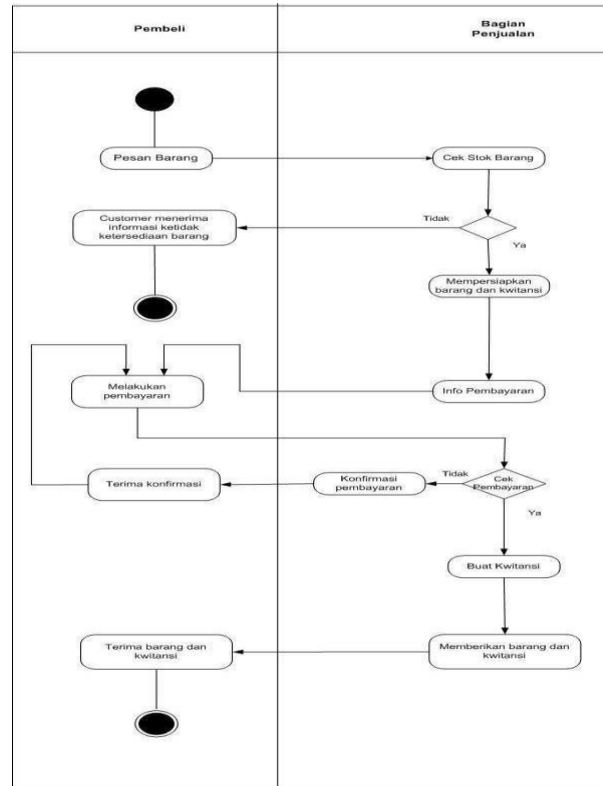 Pembeli
Bagian
Penjualan
Pesan Barang
Cek Stok Barang
Customer menerima
informasi ketidak
ketersediaan barang
Tidak
Ya
Mempersiapkan
barang dan kwitansi
Melakukan
pembayaran
Info Pembayaran
Terima konfirmasi
Konfirmasi
pembayaran
Tidak
Cek
Pembayaran
Ya
Buat Kwitansi
Terima barang dan
kwitansi
Memberikan barang dan
kwitansi